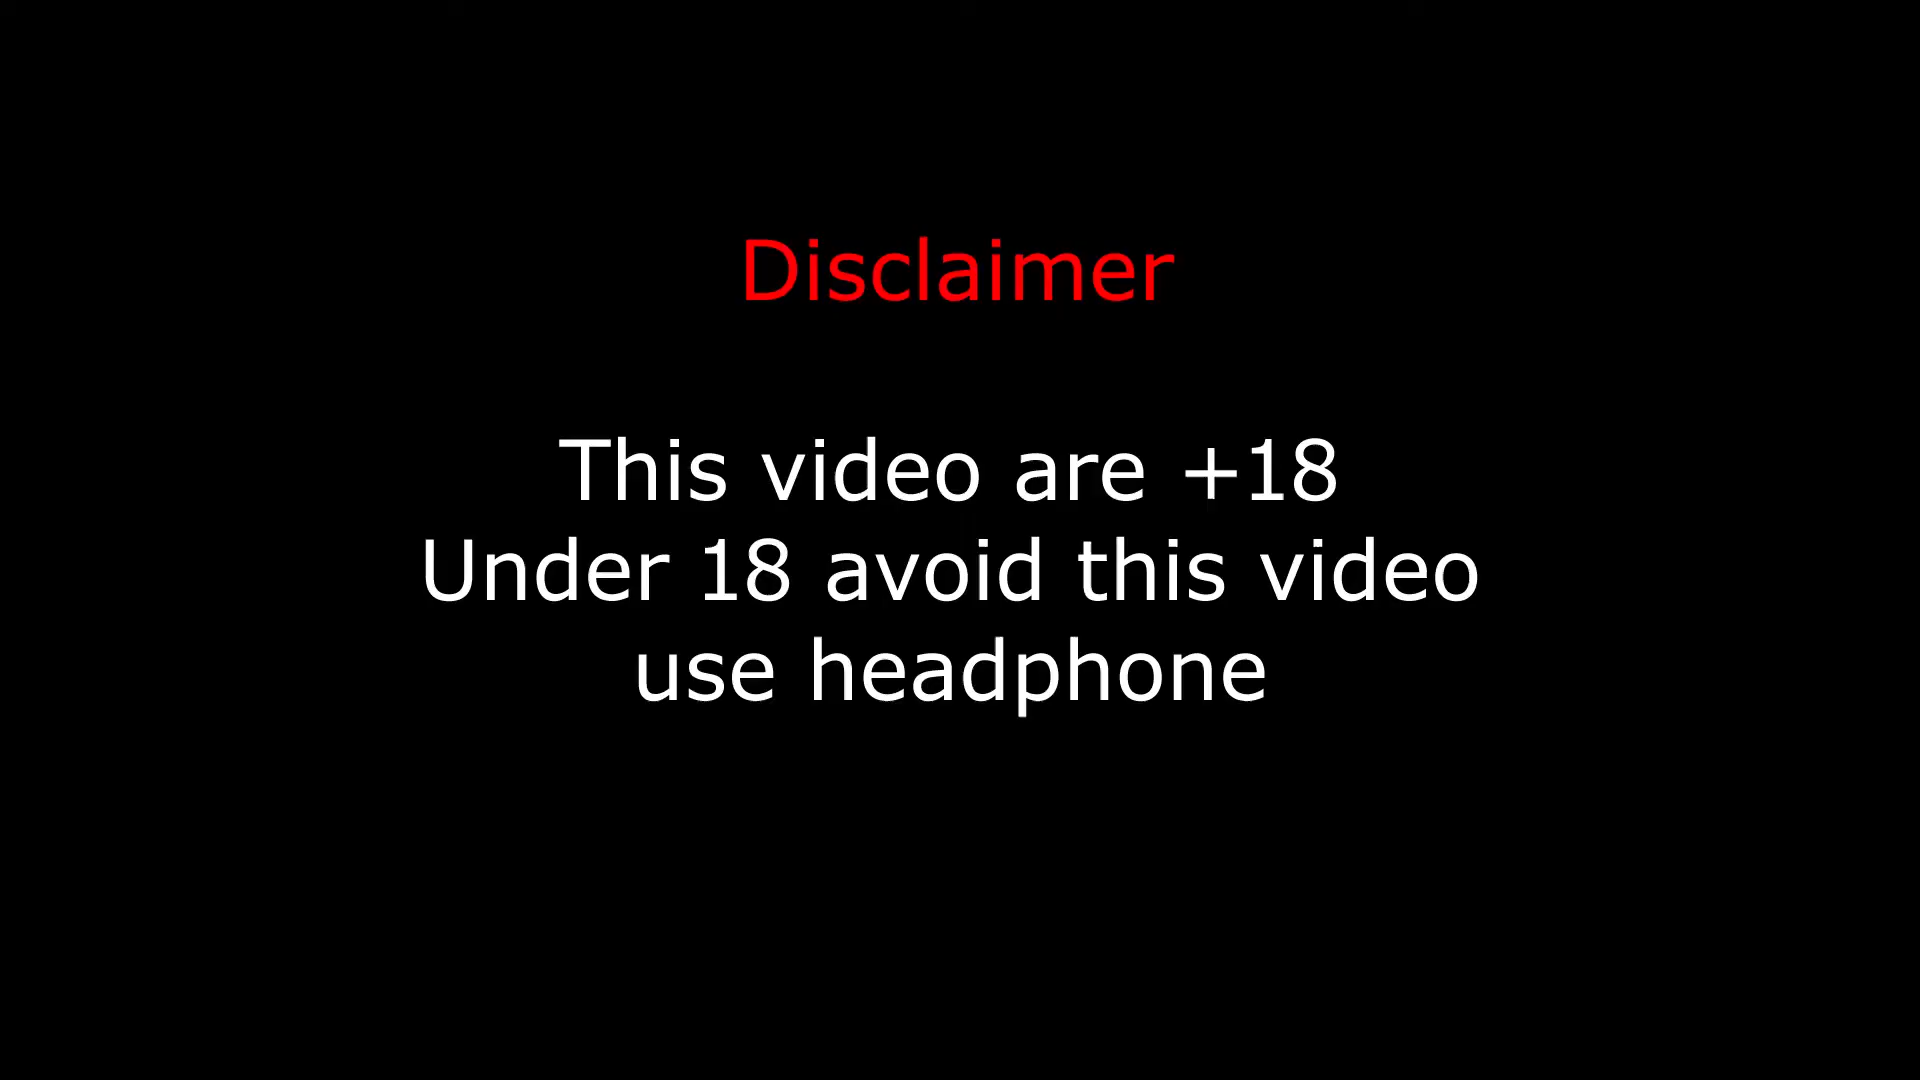 Disclaimer
This video are +18
Under 18 avoid this video
use headphone